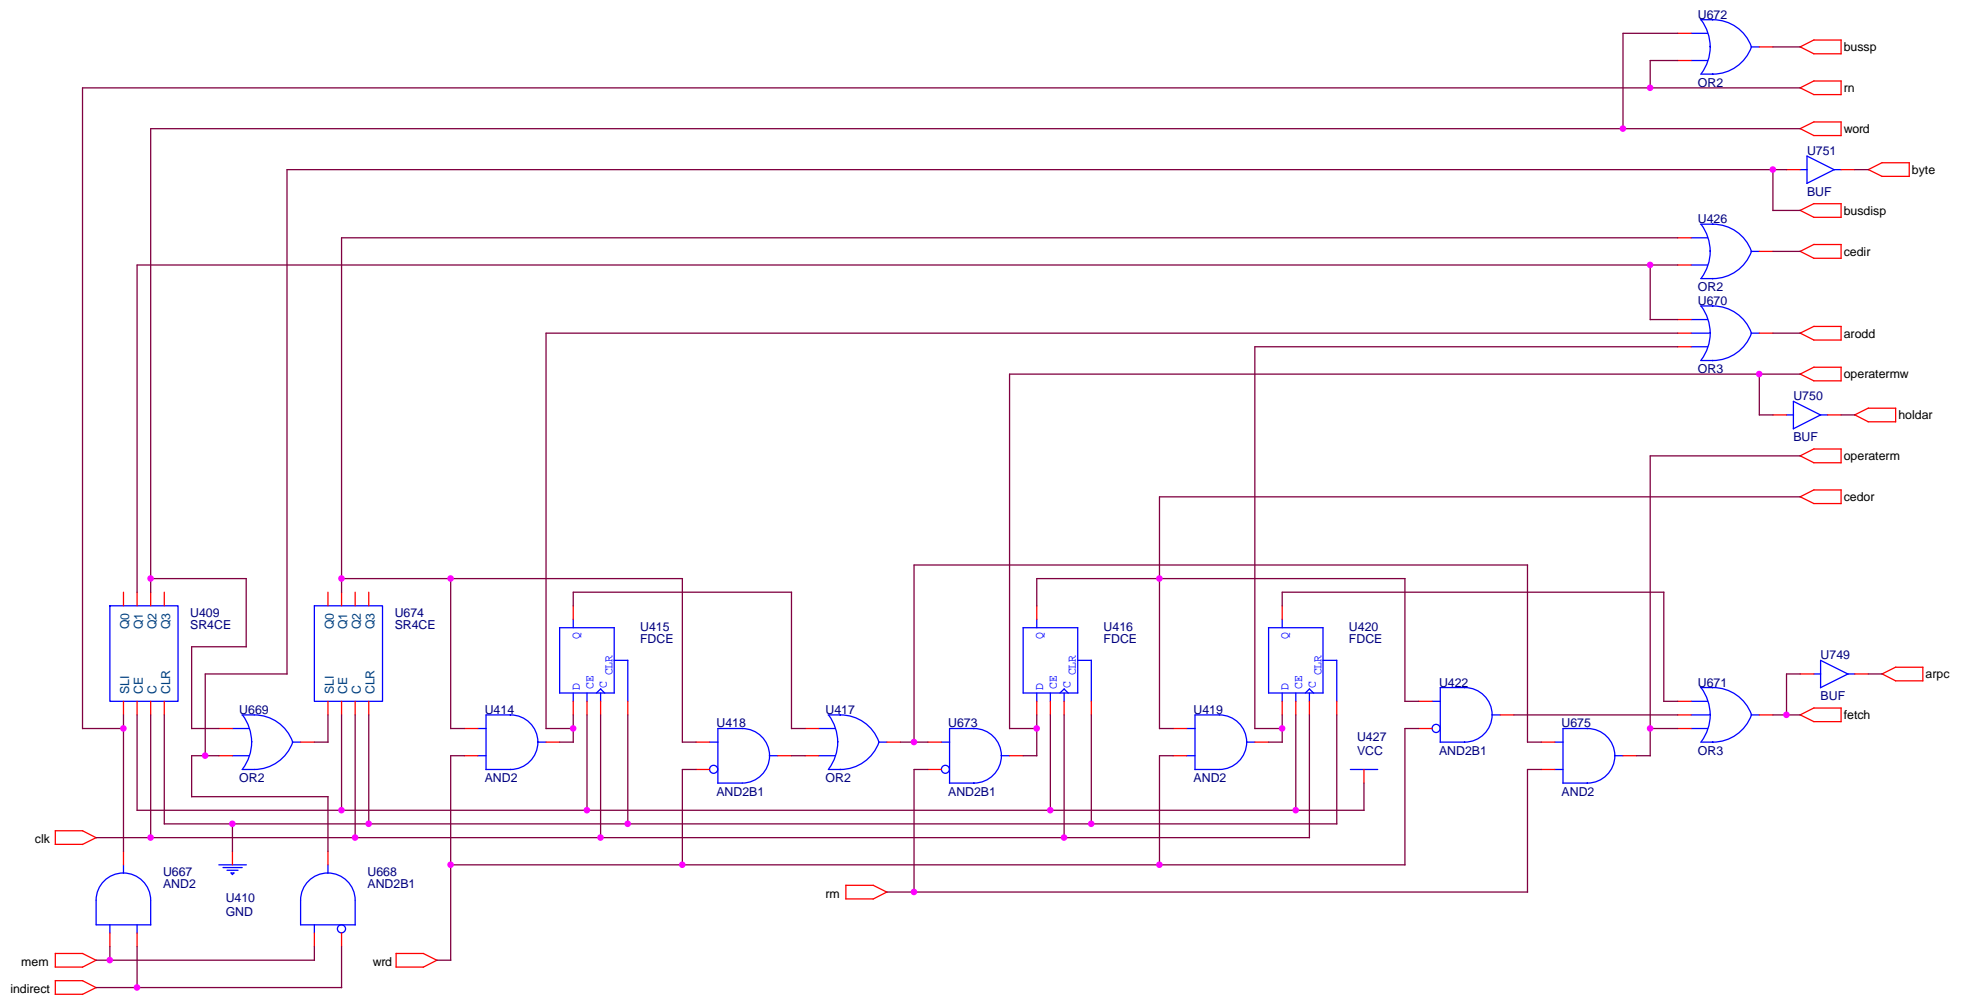 U672
bussp
OR2
rn
word
U751
byte
BUF
busdisp
U426
cedir
OR2
U670
arodd
OR3
operatermw
U750
holdar
BUF
operaterm
cedor
Q0 Q1 Q2 Q3
SLI CE C CLR
U409
SR4CE
Q0 Q1 Q2 Q3
SLI CE C CLR
U674
SR4CE
U415
FDCE
Q
D CE C CLR
U416
FDCE
Q
D CE C CLR
U420
FDCE
Q
D CE C CLR
U749
arpc
BUF
fetch
U669
OR2
U414
AND2
U418
AND2B1
U417
OR2
U673
AND2B1
U419
AND2
U427
VCC
U422
AND2B1
U675
AND2
U671
OR3
clk
U667
AND2
U410
GND
U668
AND2B1
rm
mem
wrd
indirect